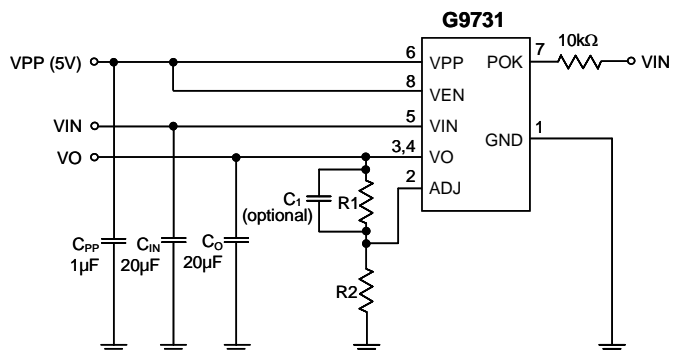 G9731
VPP (5V)
6
VPP
POK
7
10kΩ
VIN
8
VEN
VIN
5
VIN
GND
1
VO
3,4
VO
2
ADJ
C1
(optional)
R1
CPP
1µF
CIN
20µF
CO
20µF
R2